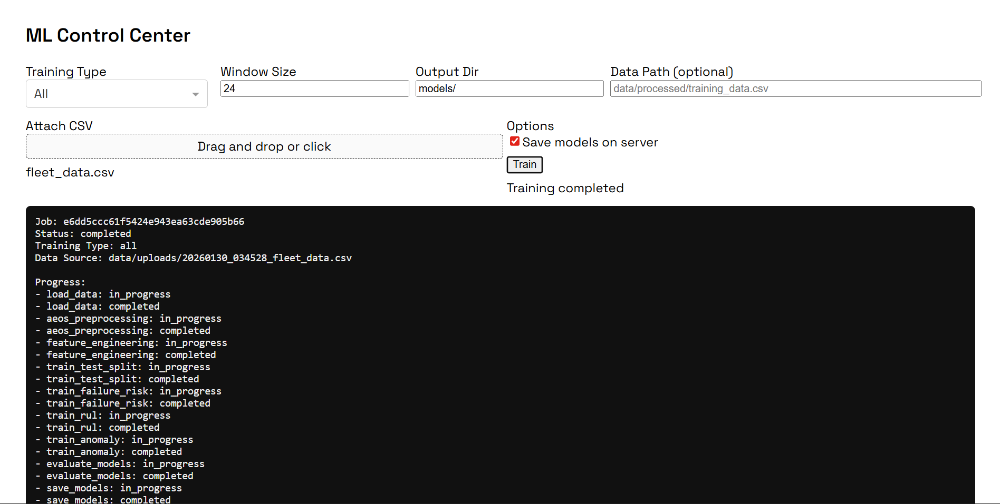 ML Control Center
Training Type
Window Size
Output Dir
Data Path (optional)
All
24
models/
data/processed/training_data.csv
Attach CSV
Drag and drop or click
fleet_data.csv
Options
Save models on server
Train
Training completed
Job: e6dd5ccc61f5424e943ea63cde905b66
Status: completed
Training Type: all
Data Source: data/uploads/20260130_034528_fleet_data.csv
Progress:
- load_data: in_progress
- load_data: completed
- aeos_preprocessing: in_progress
- aeos_preprocessing: completed
- feature_engineering: in_progress
- feature_engineering: completed
- train_test_split: in_progress
- train_test_split: completed
- train_failure_risk: in_progress
- train_failure_risk: completed
- train_rul: in_progress
- train_rul: completed
- train_anomaly: in_progress
- train_anomaly: completed
- evaluate_models: in_progress
- evaluate_models: completed
- save_models: in_progress
- save_models: completed